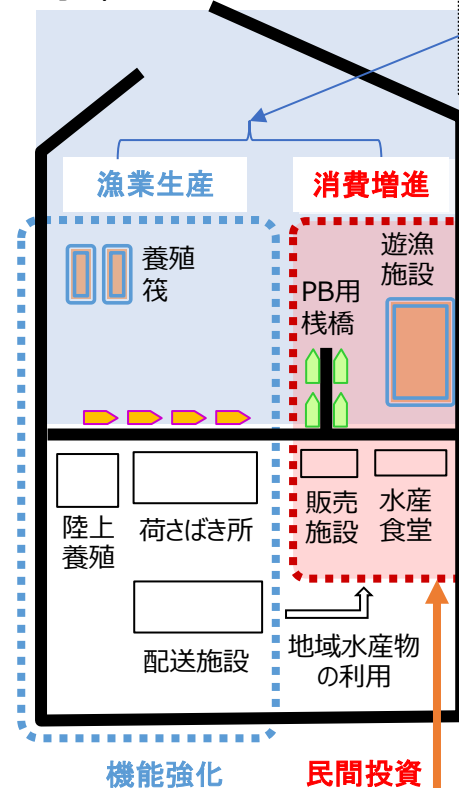 漁業生産
消費増進
養殖
筏
遊漁
施設
PB用
桟橋
陸上
養殖
荷さばき所
販売
施設
水産
食堂
配送施設
地域水産物
の利用
機能強化
民間投資